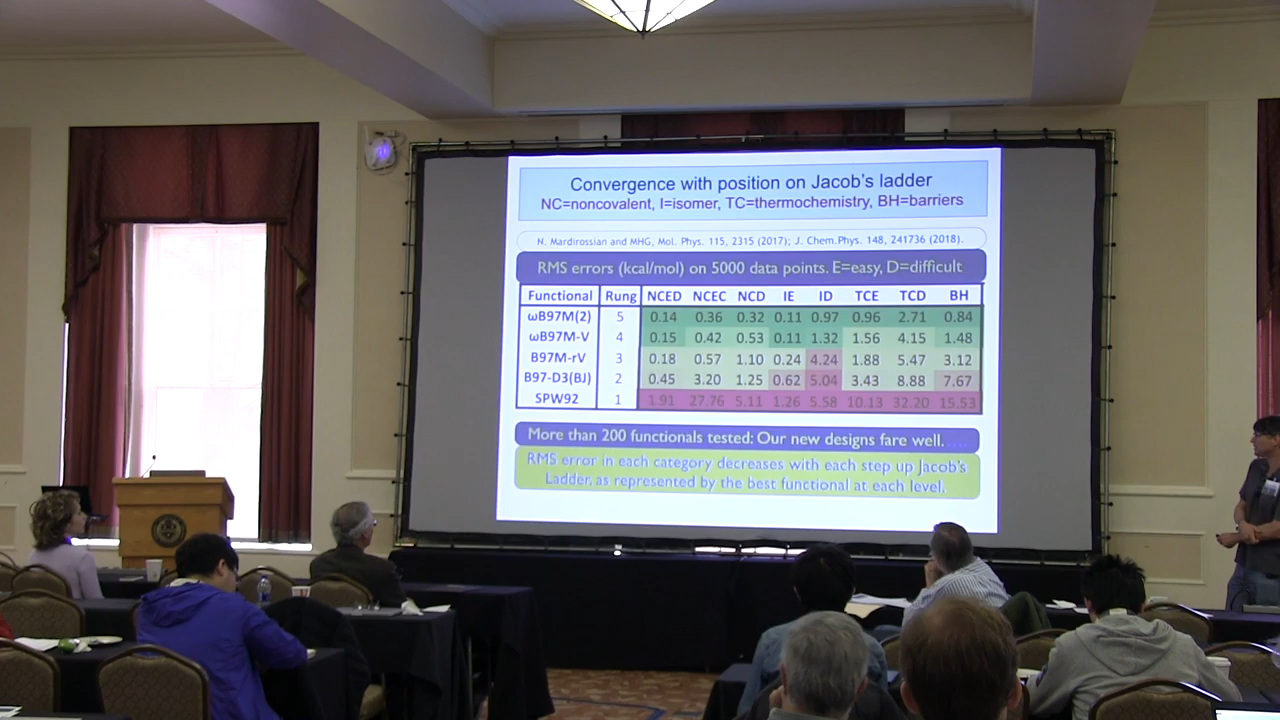 Convergence with position on Jacob's ladder
NC=noncovalent, I=isomer, TC=thermochemistry, BH=barriers
N. Mardirossian and MHG, Mol. Phys. 115, 2315 (2017); J. Chem.Phys. 148, 241736 (2018).
RMS errors (kcal/mol) on 5000 data points. E=easy, D=difficult
Functional Rung NCED NCEC NCD IE ID TCE TCD BH
ωB97M(2) 5 0.14 0.36 0.32 0.11 0.97 0.96 2.71 0.84
ωB97M-V 4 0.15 0.42 0.53 0.11 1.32 1.56 4.15 1.48
B97M-rV 3 0.18 0.57 1.10 0.24 4.24 1.88 5.47 3.12
B97-D3(BJ) 2 0.45 3.20 1.25 0.62 5.04 3.43 8.88 7.67
SPW92 1 1.91 27.76 5.11 1.26 5.58 10.13 32.20 15.53
More than 200 functionals tested: Our new designs fare well.....
RMS error in each category decreases with each step up Jacob's
Ladder, as represented by the best functional at each level.